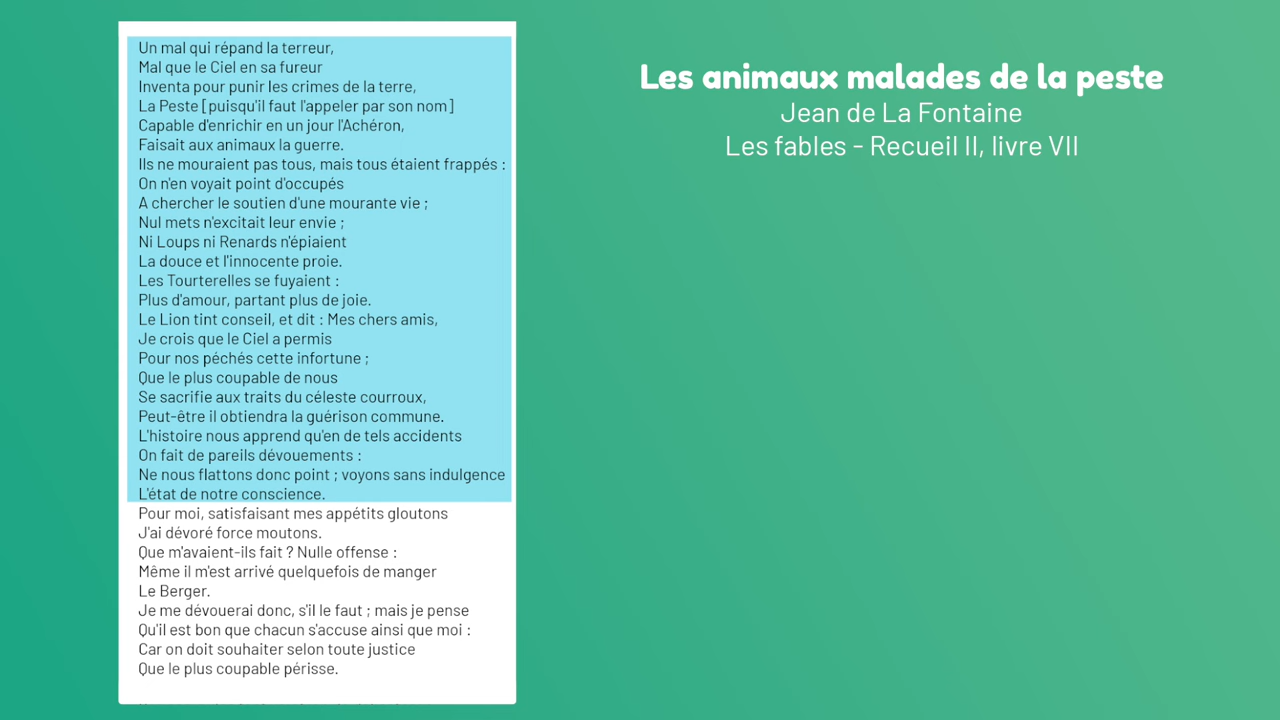 Un mal qui répand la terreur,
Mal que le Ciel en sa fureur
Inventa pour punir les crimes de la terre,
La Peste [puisqu'il faut l'appeler par son nom]
Capable d'enrichir en un jour l'Achéron,
Faisait aux animaux la guerre.
Ils ne mouraient pas tous, mais tous étaient frappés :
On n'en voyait point d'occupés
A chercher le soutien d'une mourante vie ;
Nul mets n'excitait leur envie ;
Ni Loups ni Renards n'épiaient
La douce et l'innocente proie.
Les Tourterelles se fuyaient :
Plus d'amour, partant plus de joie.
Le Lion tint conseil, et dit : Mes chers amis,
Je crois que le Ciel a permis
Pour nos péchés cette infortune ;
Que le plus coupable de nous
Se sacrifie aux traits du céleste courroux,
Peut-être il obtiendra la guérison commune.
L'histoire nous apprend qu'en de tels accidents
On fait de pareils dévouements :
Ne nous flattons donc point ; voyons sans indulgence
L'état de notre conscience.
Pour moi, satisfaisant mes appétits gloutons
J'ai dévoré force moutons.
Que m'avaient-ils fait ? Nulle offense :
Même il m'est arrivé quelquefois de manger
Le Berger.
Je me dévouerai donc, s'il le faut ; mais je pense
Qu'il est bon que chacun s'accuse ainsi que moi :
Car on doit souhaiter selon toute justice
Que le plus coupable périsse.
Les animaux malades de la peste
Jean de La Fontaine
Les fables - Recueil II, livre VII